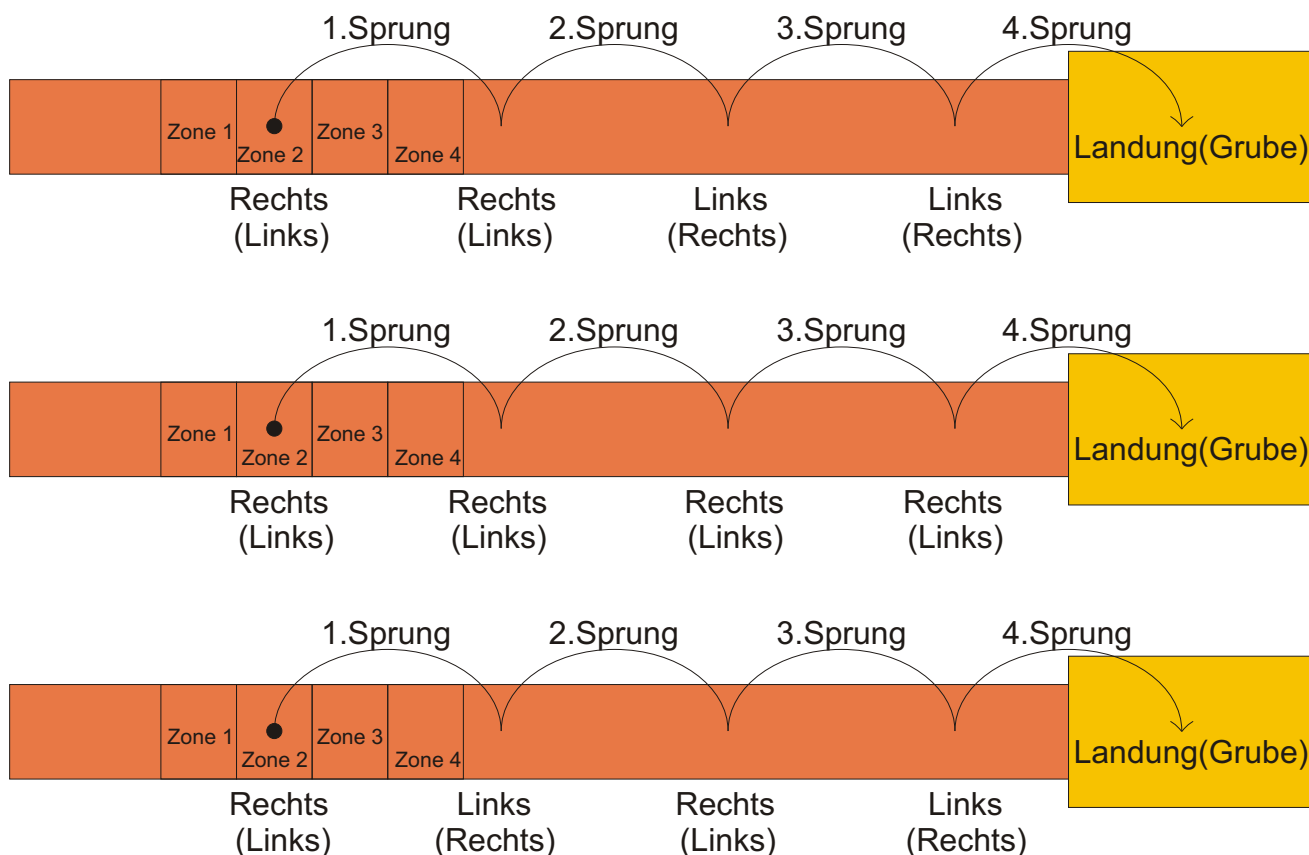 1.Sprung 2.Sprung 3.Sprung 4.Sprung
Zone 1 Zone 2 Zone 3 Zone 4 Landung(Grube)
Rechts Rechts Links Links
(Links) (Links) (Rechts) (Rechts)
1.Sprung 2.Sprung 3.Sprung 4.Sprung
Zone 1 Zone 2 Zone 3 Zone 4 Landung(Grube)
Rechts Rechts Rechts Rechts
(Links) (Links) (Links) (Links)
1.Sprung 2.Sprung 3.Sprung 4.Sprung
Zone 1 Zone 2 Zone 3 Zone 4 Landung(Grube)
Rechts Links Rechts Links
(Links) (Rechts) (Links) (Rechts)